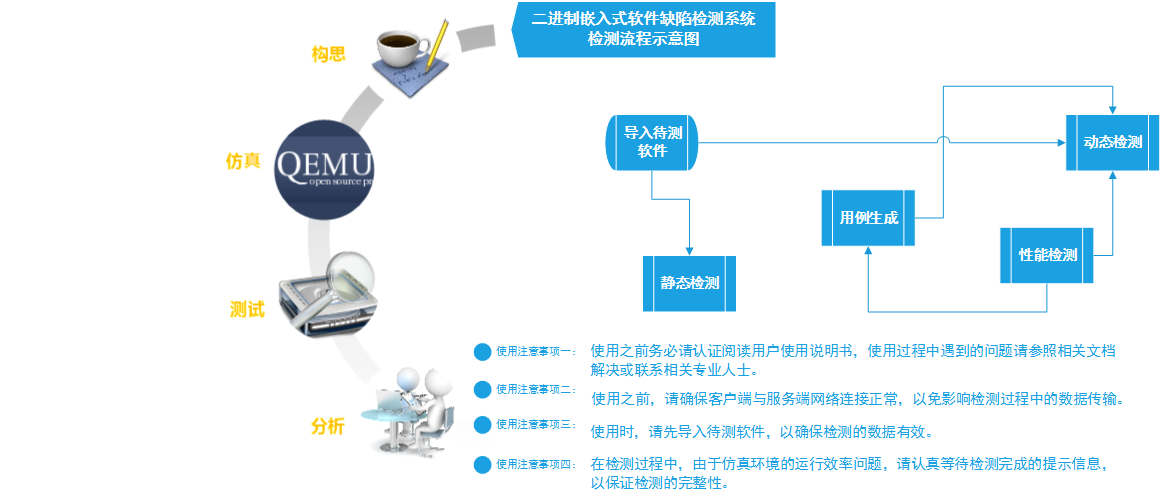 二进制嵌入式软件缺陷检测系统
检测流程示意图
构思
仿真
QEMU
open source pr
测试
分析
导入待测
软件
动态检测
用例生成
性能检测
静态检测
使用注意事项一： 使用之前务必请认证阅读用户使用说明书，使用过程中遇到的问题请参照相关文档
解决或联系相关专业人士。
使用注意事项二： 使用之前，请确保客户端与服务端网络连接正常，以免影响检测过程中的数据传输。
使用注意事项三： 使用时，请先导入待测软件，以确保检测的数据有效。
使用注意事项四： 在检测过程中，由于仿真环境的运行效率问题，请认真等待检测完成的提示信息，
以保证检测的完整性。